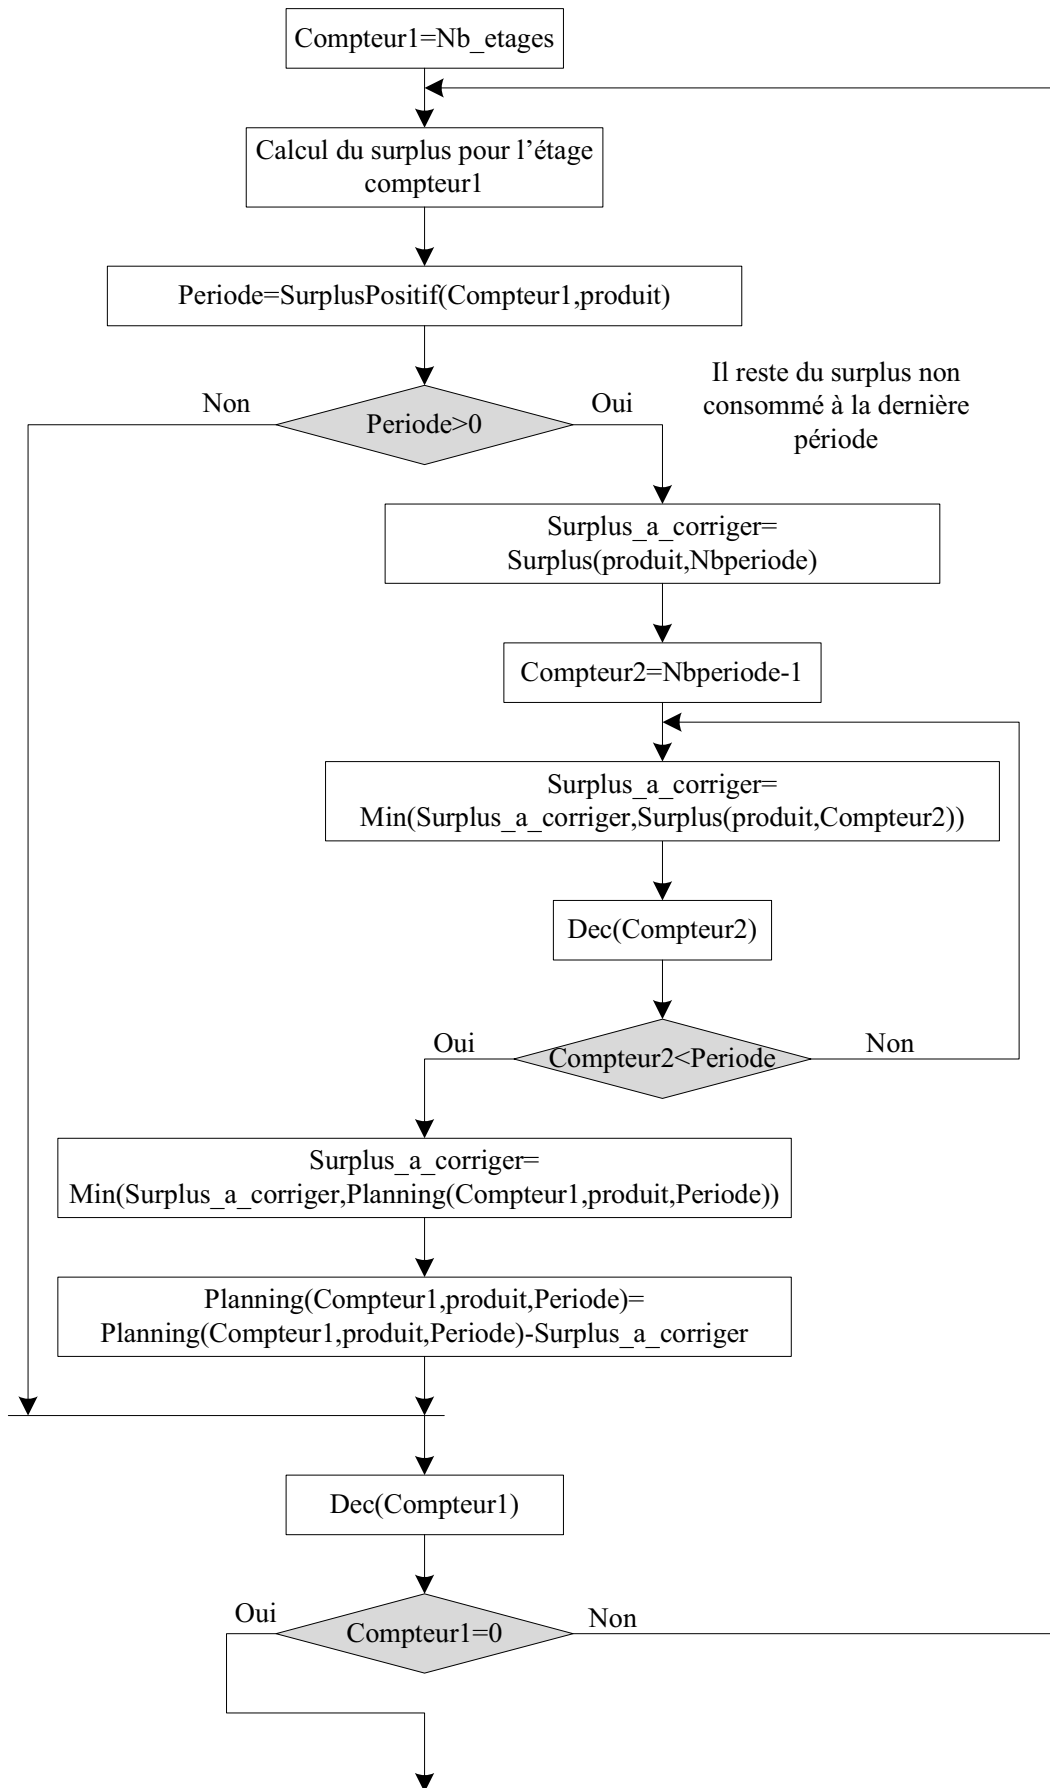 Compteur1=Nb_etages
Calcul du surplus pour l’étage
compteur1
Periode=SurplusPositif(Compteur1,produit)
Il reste du surplus non
consommé à la dernière
période
Non
Oui
Periode>0
Surplus_a_corriger=
Surplus(produit,Nbperiode)
Compteur2=Nbperiode-1
Surplus_a_corriger=
Min(Surplus_a_corriger,Surplus(produit,Compteur2))
Dec(Compteur2)
Oui
Non
Compteur2<Periode
Surplus_a_corriger=
Min(Surplus_a_corriger,Planning(Compteur1,produit,Periode))
Planning(Compteur1,produit,Periode)=
Planning(Compteur1,produit,Periode)-Surplus_a_corriger
Dec(Compteur1)
Oui
Non
Compteur1=0